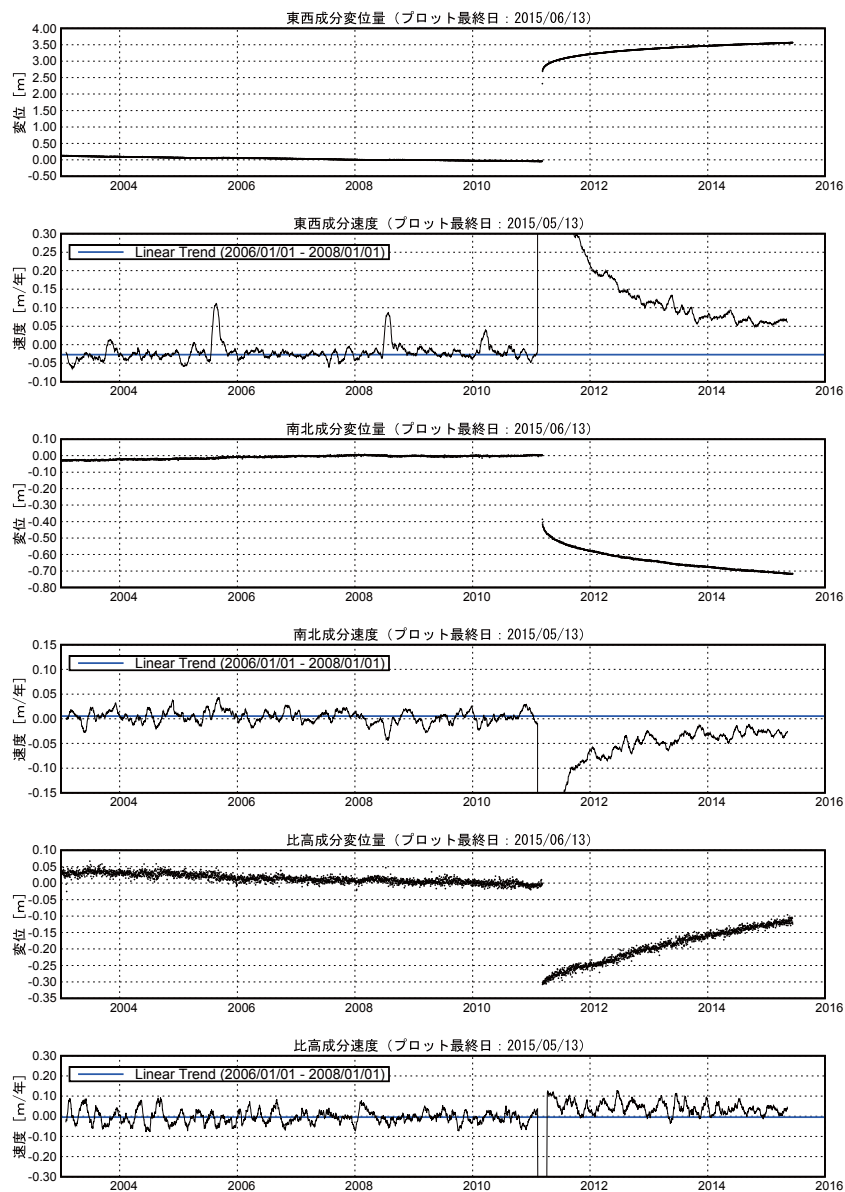 東西成分変位量（プロット最終日：2015/06/13）
変位 [m]
4.00
3.50
3.00
2.50
2.00
1.50
1.00
0.50
0.00
-0.50
2004 2006 2008 2010 2012 2014 2016
東西成分速度（プロット最終日：2015/05/13）
速度 [m/年]
0.30
0.25
0.20
0.15
0.10
0.05
0.00
-0.05
-0.10
Linear Trend (2006/01/01 - 2008/01/01)
2004 2006 2008 2010 2012 2014 2016
南北成分変位量（プロット最終日：2015/06/13）
変位 [m]
0.10
0.00
-0.10
-0.20
-0.30
-0.40
-0.50
-0.60
-0.70
-0.80
2004 2006 2008 2010 2012 2014 2016
南北成分速度（プロット最終日：2015/05/13）
速度 [m/年]
0.15
0.10
0.05
0.00
-0.05
-0.10
-0.15
Linear Trend (2006/01/01 - 2008/01/01)
2004 2006 2008 2010 2012 2014 2016
比高成分変位量（プロット最終日：2015/06/13）
変位 [m]
0.10
0.05
0.00
-0.05
-0.10
-0.15
-0.20
-0.25
-0.30
-0.35
2004 2006 2008 2010 2012 2014 2016
比高成分速度（プロット最終日：2015/05/13）
速度 [m/年]
0.30
0.20
0.10
0.00
-0.10
-0.20
-0.30
Linear Trend (2006/01/01 - 2008/01/01)
2004 2006 2008 2010 2012 2014 2016